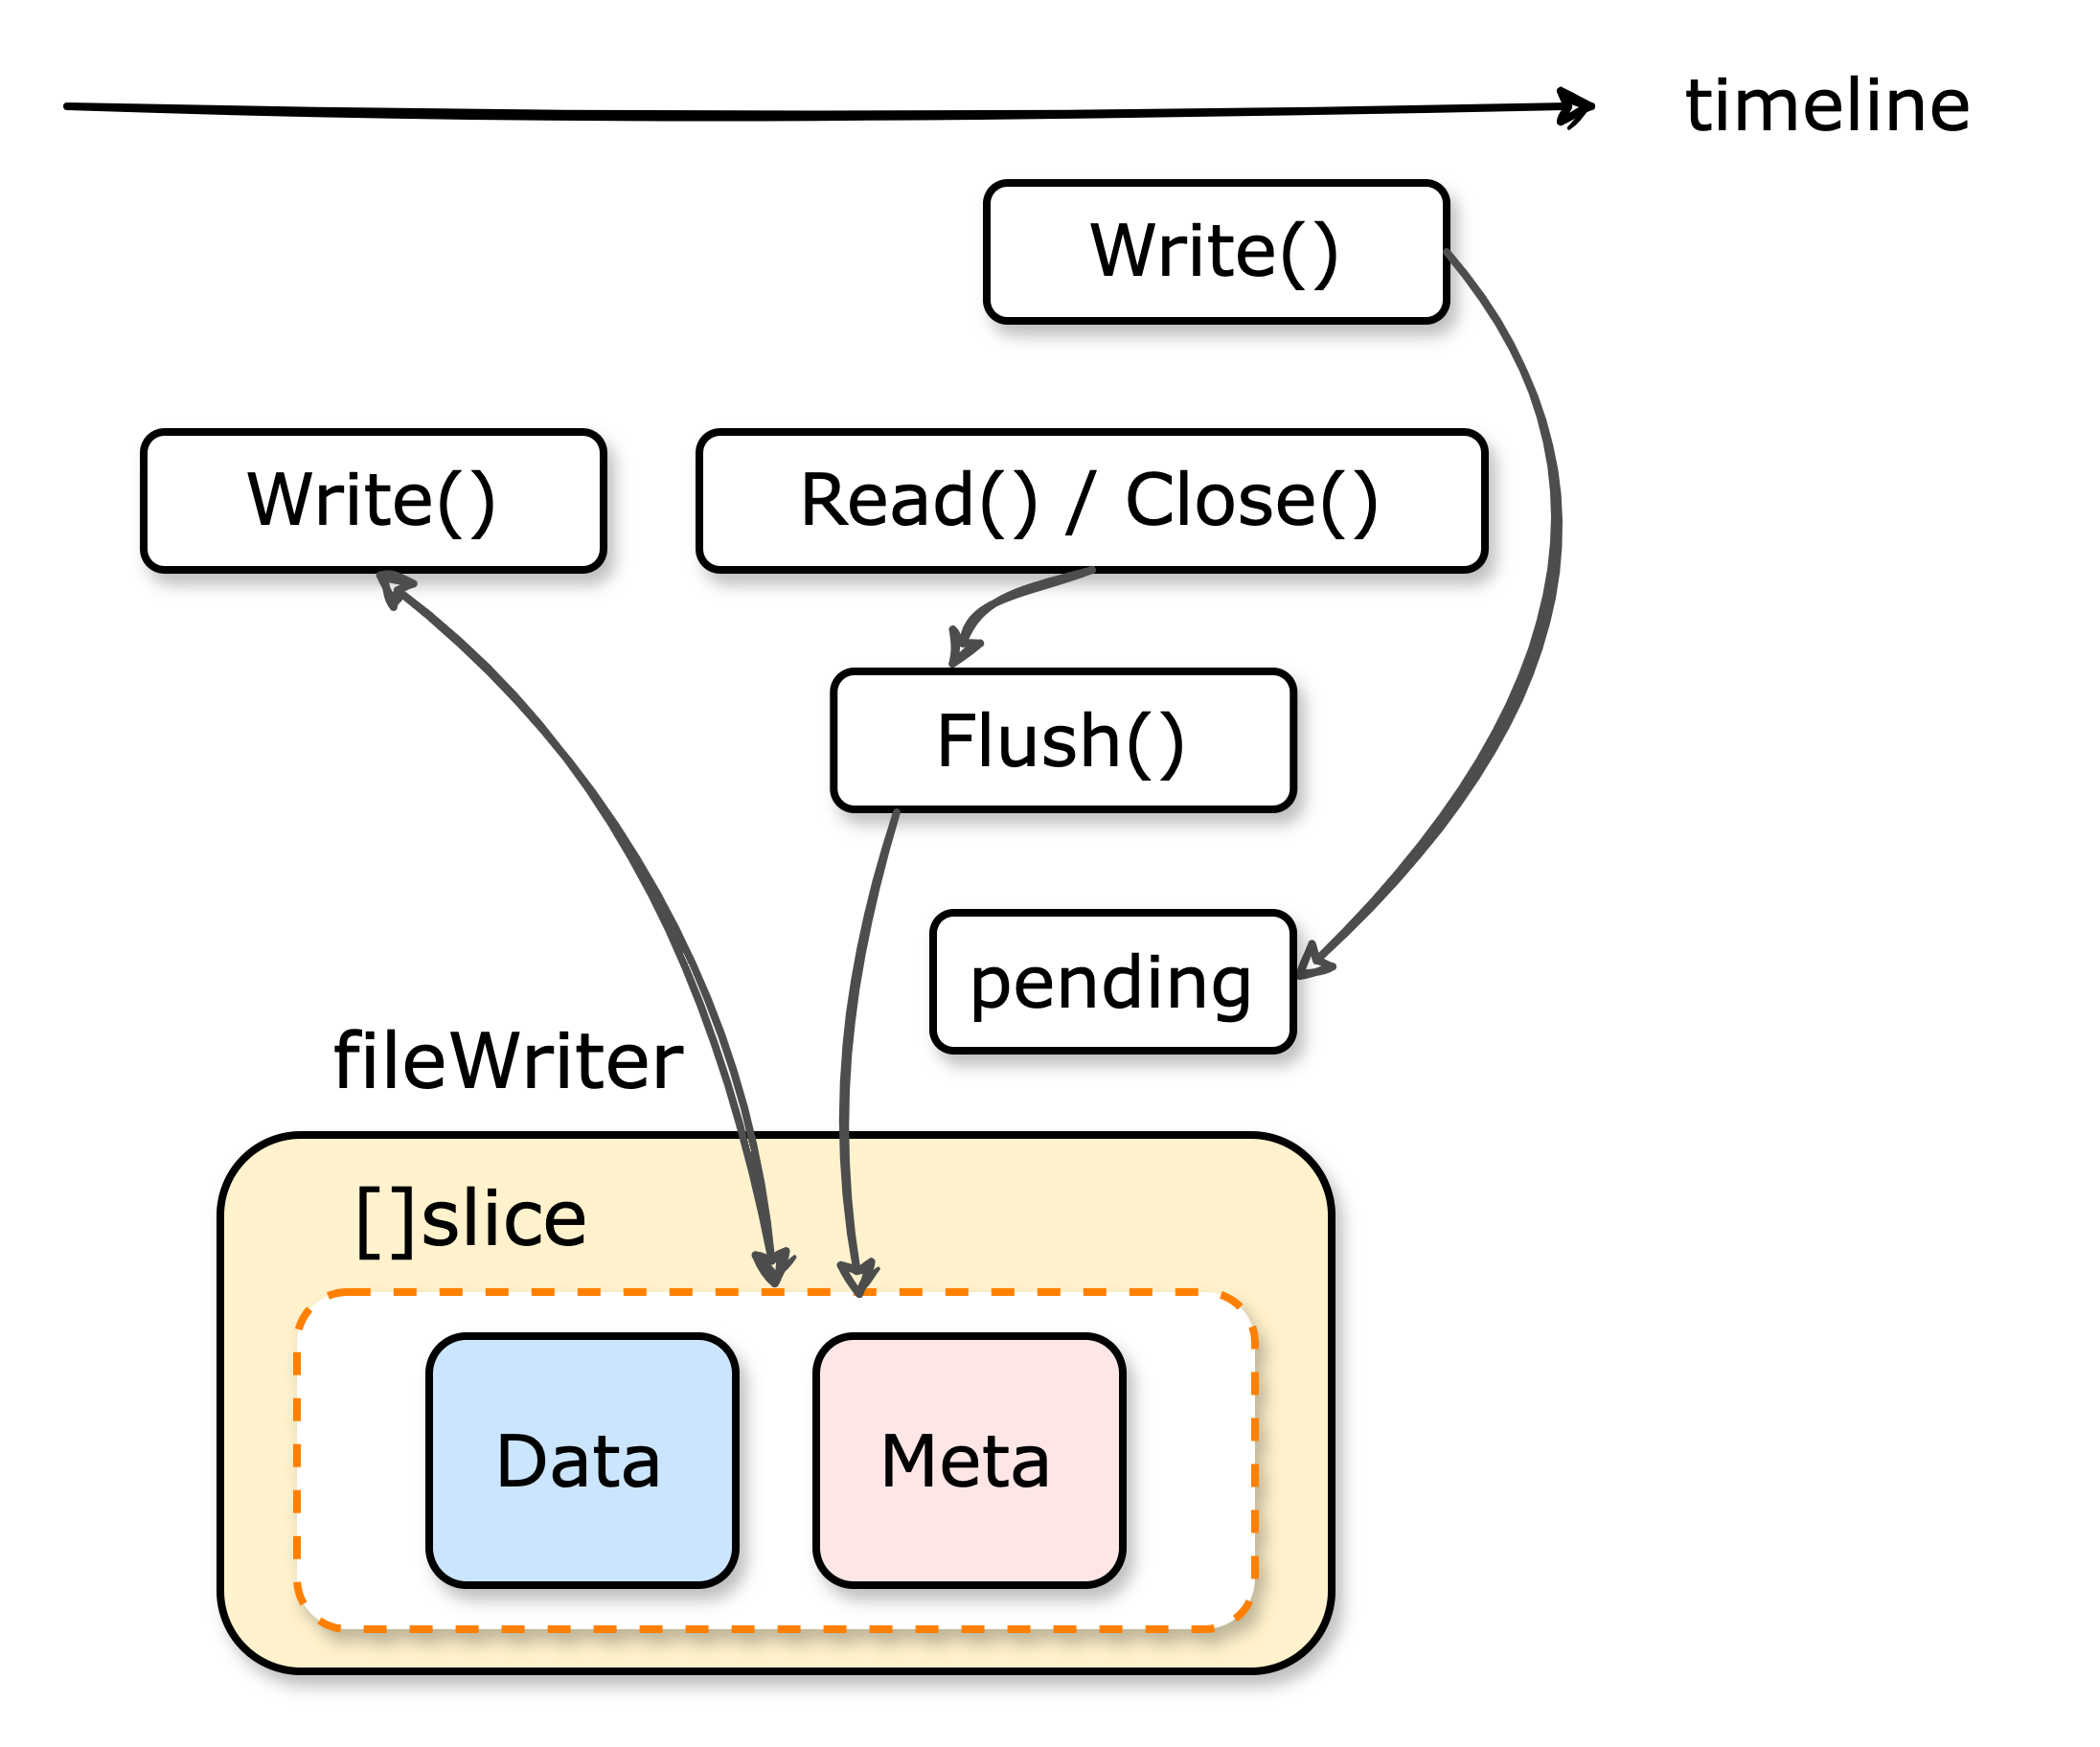 timeline
Write()
Write()
Read() / Close()
Flush()
pending
fileWriter
[]slice
Data
Meta